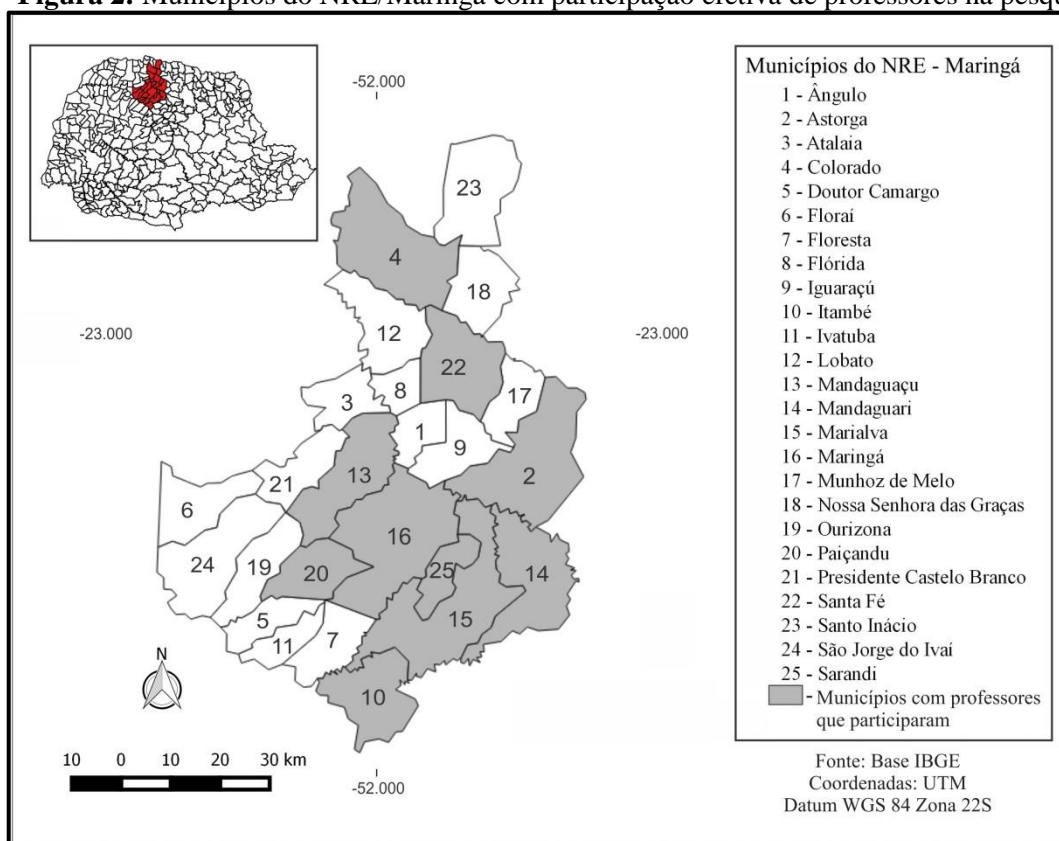 Figura 2: Municípios do NRE/Maringá com participação efetiva de professores na
-52.000
23
4
18
-23.000
-23.000
12
22
17
3
8
1
9
2
13
21
6
16
24
19
20
25
14
5
15
11
7
N
10
10 0 10 20 30 km
-52.000
Municípios do NRE - Maringá
1 - Ângulo
2 - Astorga
3 - Atalaia
4 - Colorado
5 - Doutor Camargo
6 - Floraí
7 - Floresta
8 - Flórida
9 - Iguaraçú
10 - Itambé
11 - Ivatuba
12 - Lobato
13 - Mandaguaçu
14 - Mandaguari
15 - Marialva
16 - Maringá
17 - Munhoz de Melo
18 - Nossa Senhora das Graças
19 - Ourizona
20 - Paiçandu
21 - Presidente Castelo Branco
22 - Santa Fé
23 - Santo Inácio
24 - São Jorge do Ivaí
25 - Sarandi
- Municípios com professores
que participaram
Fonte: Base IBGE
Coordenadas: UTM
Datum WGS 84 Zona 22S